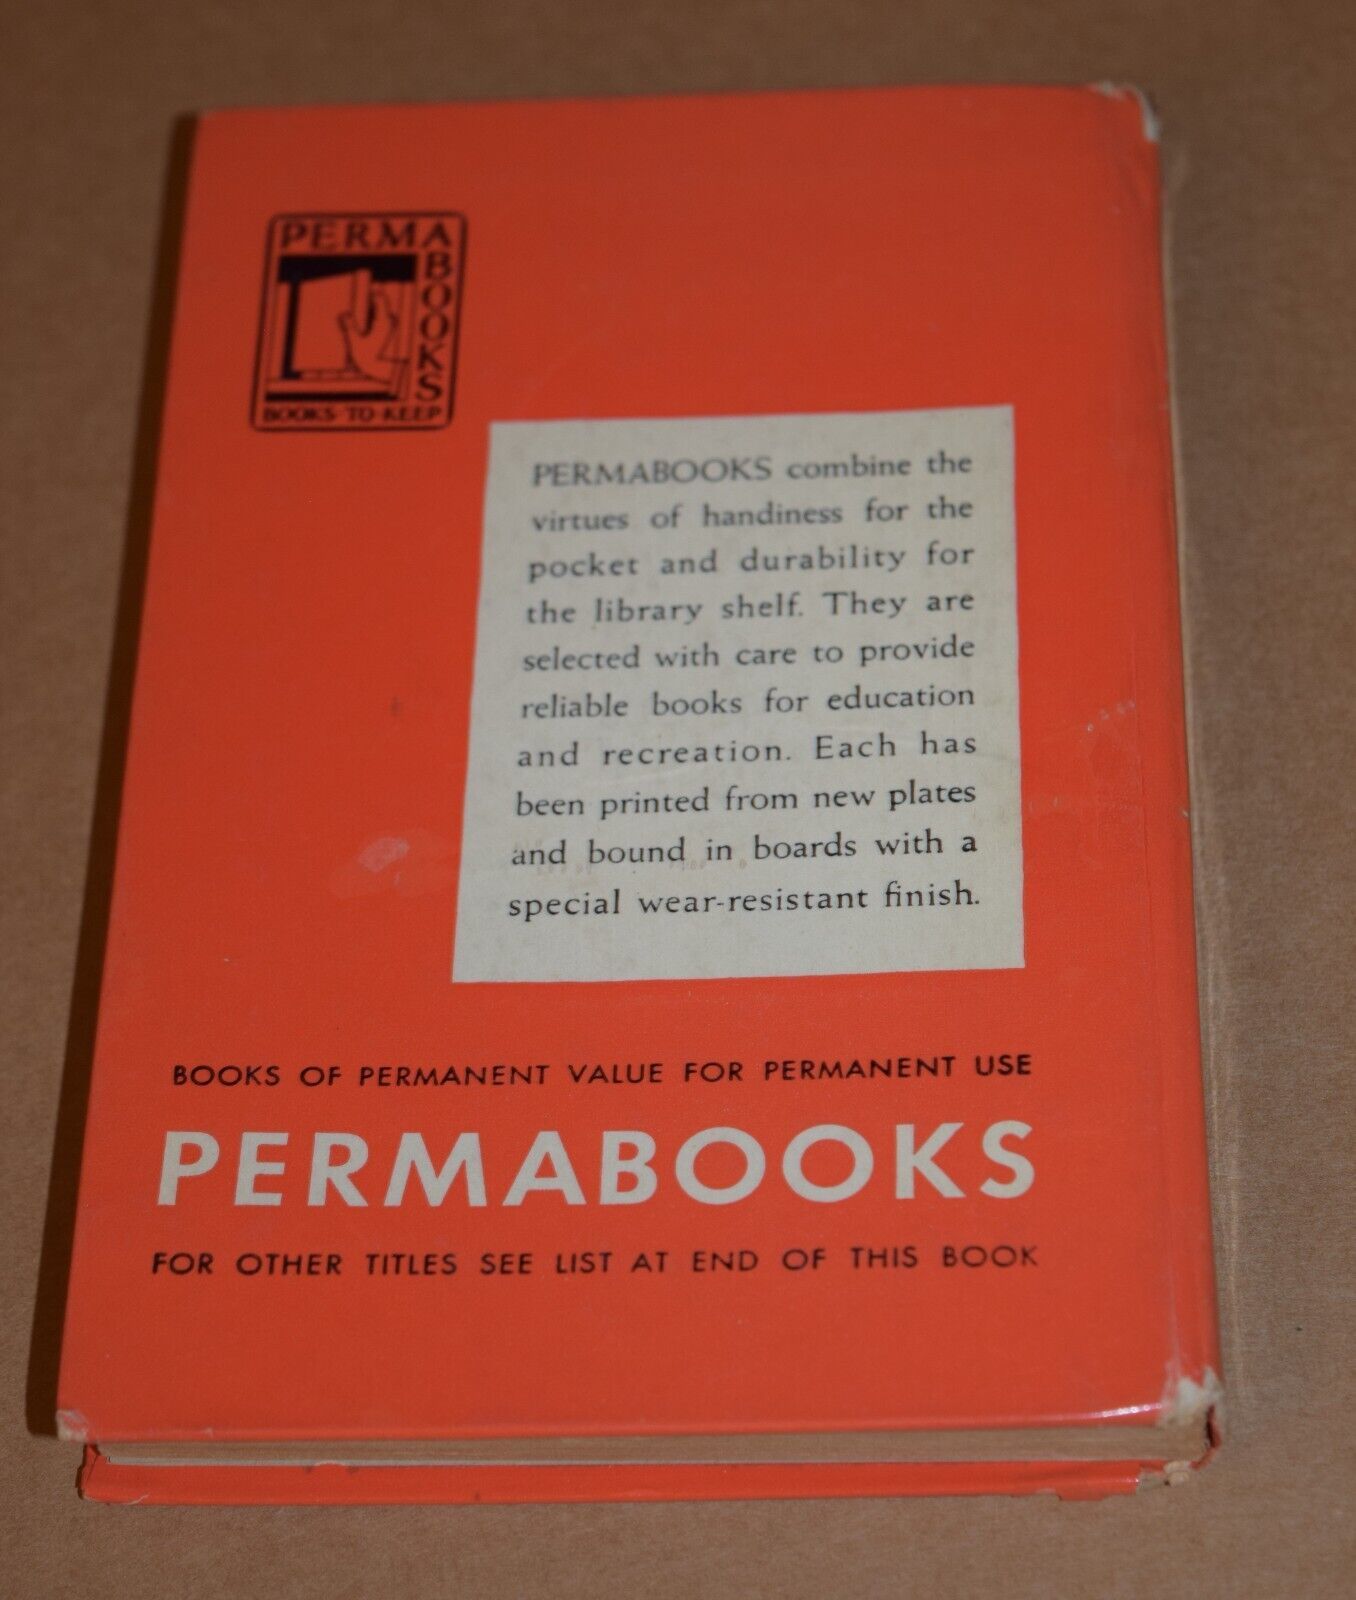 PERMA
BOOKS
BOOKS·TO·KEEP
PERMABOOKS combine the
virtues of handiness for the
pocket and durability for
the library shelf. They are
selected with care to provide
reliable books for education
and recreation. Each has
been printed from new plates
and bound in boards with a
special wear-resistant finish.
BOOKS OF PERMANENT VALUE FOR PERMANENT USE
PERMABOOKS
FOR OTHER TITLES SEE LIST AT END OF THIS BOOK